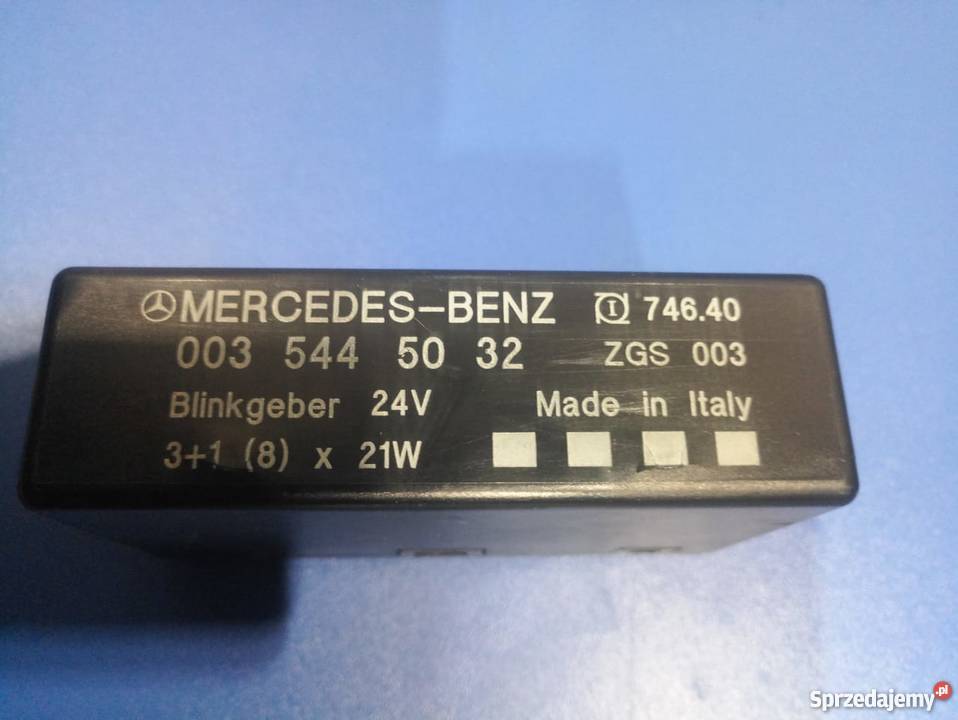 MERCEDES-BENZ 746.40
003 544 50 32 ZGS 003
Blinkgeber 24V Made in Italy
3+1 (8) x 21W
Sprzedajemy.pl